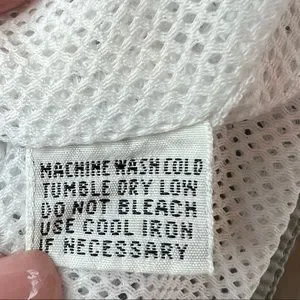 MACHINE WASH COLD
TUMBLE DRY LOW
DO NOT BLEACH
USE COOL IRON
IF NECESSARY